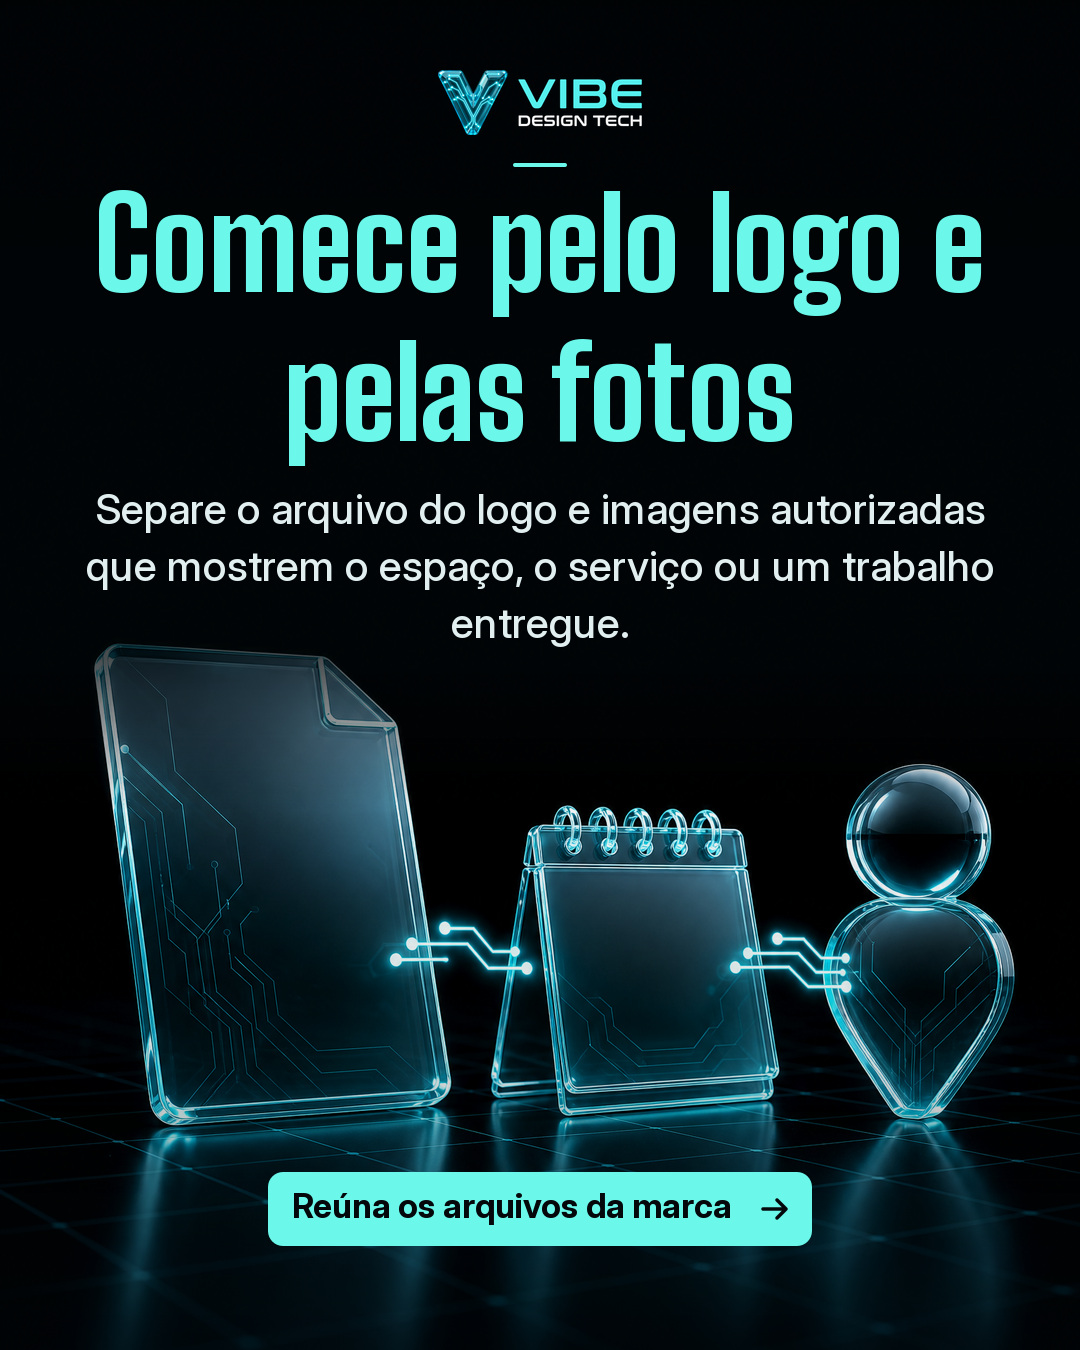 VIBE
DESIGN TECH
Comece pelo logo e
pelas fotos
Separe o arquivo do logo e imagens autorizadas
que mostrem o espaço, o serviço ou um trabalho
entregue.
Reúna os arquivos da marca →